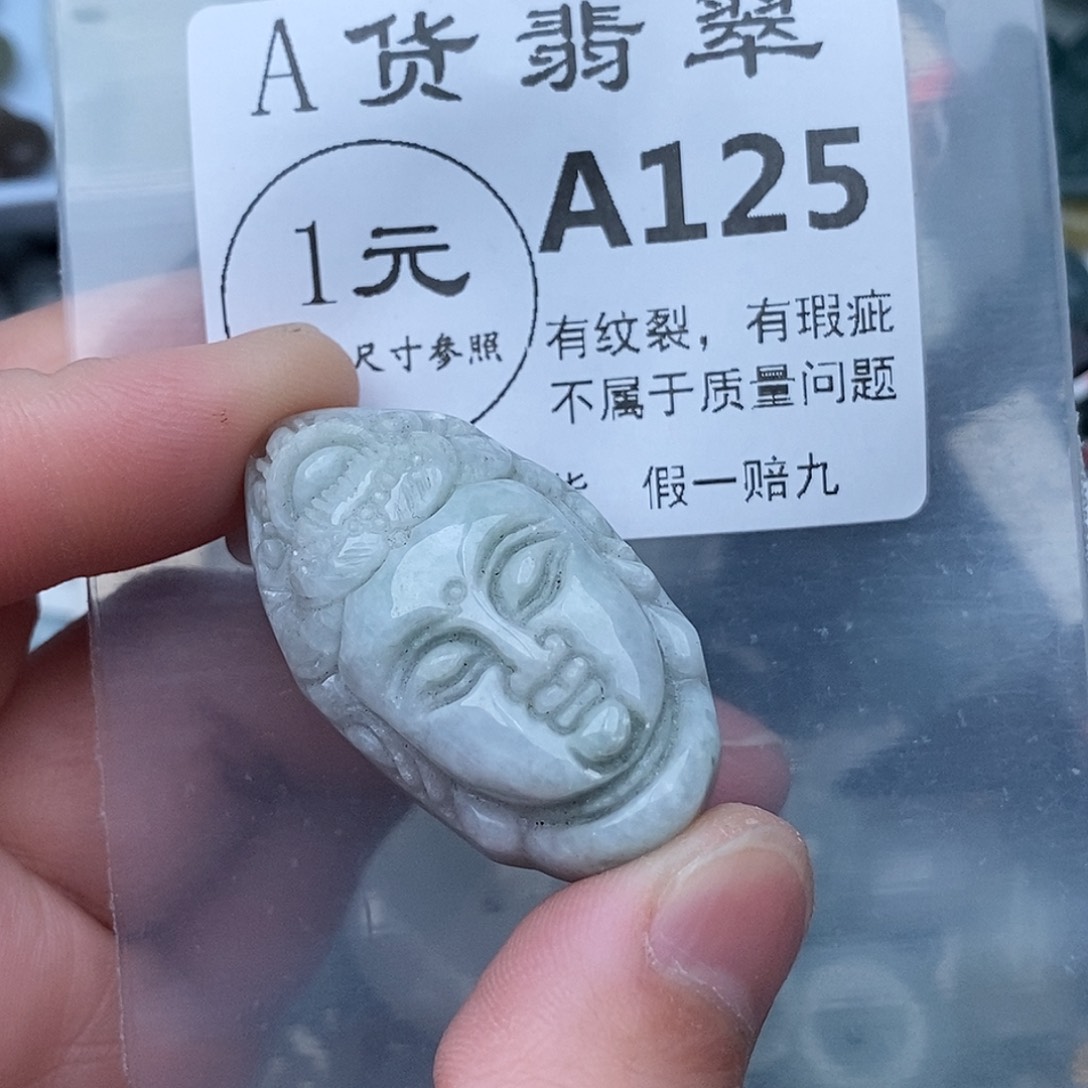 A货翡翠
A125
1元
尺寸参照
有纹裂，有瑕疵
不属于质量问题
假一赔九